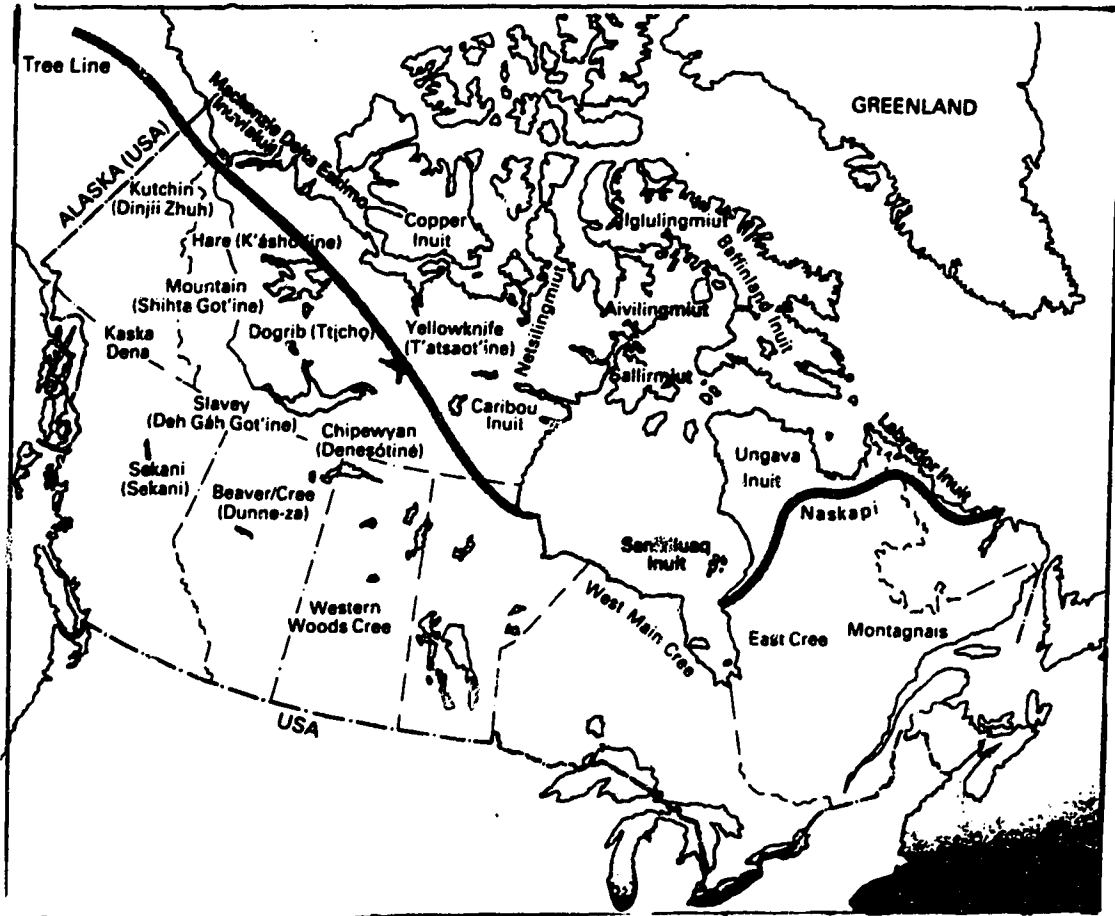 Tree Line
GREENLAND
ALASKA (USA)
Mackenzie Delta Eskimo
(Inuvialuit)
Kutchin
(Dinjii Zhuh)
Copper
Inuit
Iglulingmiut
Baffinland Inuit
Hare
Mountain
(Shihta Got'ine)
Kaska
Dena
Dogrib (Ttįchǫ)
Yellowknife
(T'atsaot'ine)
Netsilingmiut
Aivilingmiut
Sallirmiut
Slavey
(Deh Gáh Got'ine)
Caribou
Inuit
Chipewyan
(Denesótiné)
Sekani
(Sekani)
Beaver/Cree
(Dunne-za)
Ungava
Inuit
Labrador Inuit
Naskapi
Inuit
Western
Woods Cree
West Main Cree
East Cree
Montagnais
USA